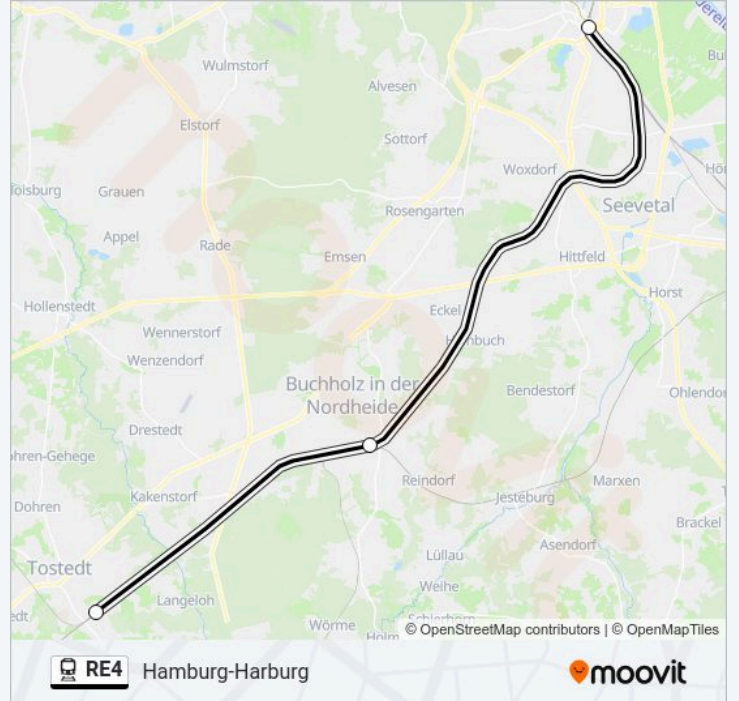 Wulmstorf
Alvesen
Elstorf
Sottorf
Woxdorf
Grauen
Rosengarten
Seevetal
Appel
Rade
Emsen
Hittfeld
Horst
Hollenstedt
Eckel
Wennerstorf
Wenzendorf
Buchholz in der
Nordheide
Bendestorf
Drestedt
Reindorf
Marxen
Kakenstorf
Jesteburg
Dohren
Brackel
Asendorf
Lüllau
Tostedt
Weihe
Langeloh
Wörme
© OpenStreetMap contributors | © OpenMapTiles
RE4 Hamburg-Harburg
moovit